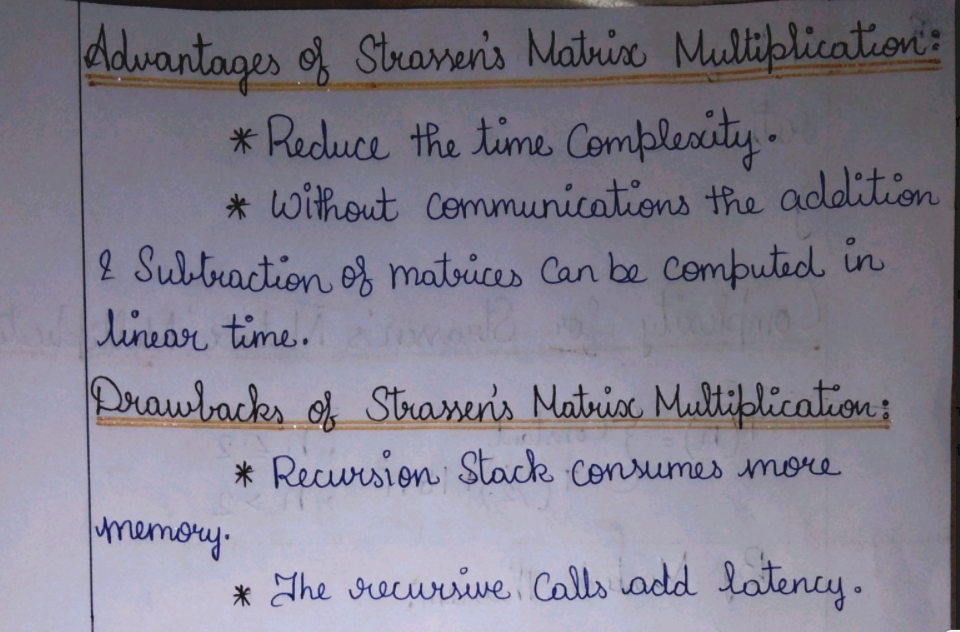 Advantages of Strassen's Matrix Multiplication:
* Reduce the time Complexity.
* Without communications the addition
& Subtraction of matrices can be computed in
linear time.
Drawbacks of Strassen's Matrix Multiplication:
* Recursion Stack consumes more
memory.
* The recursive Calls add latency.